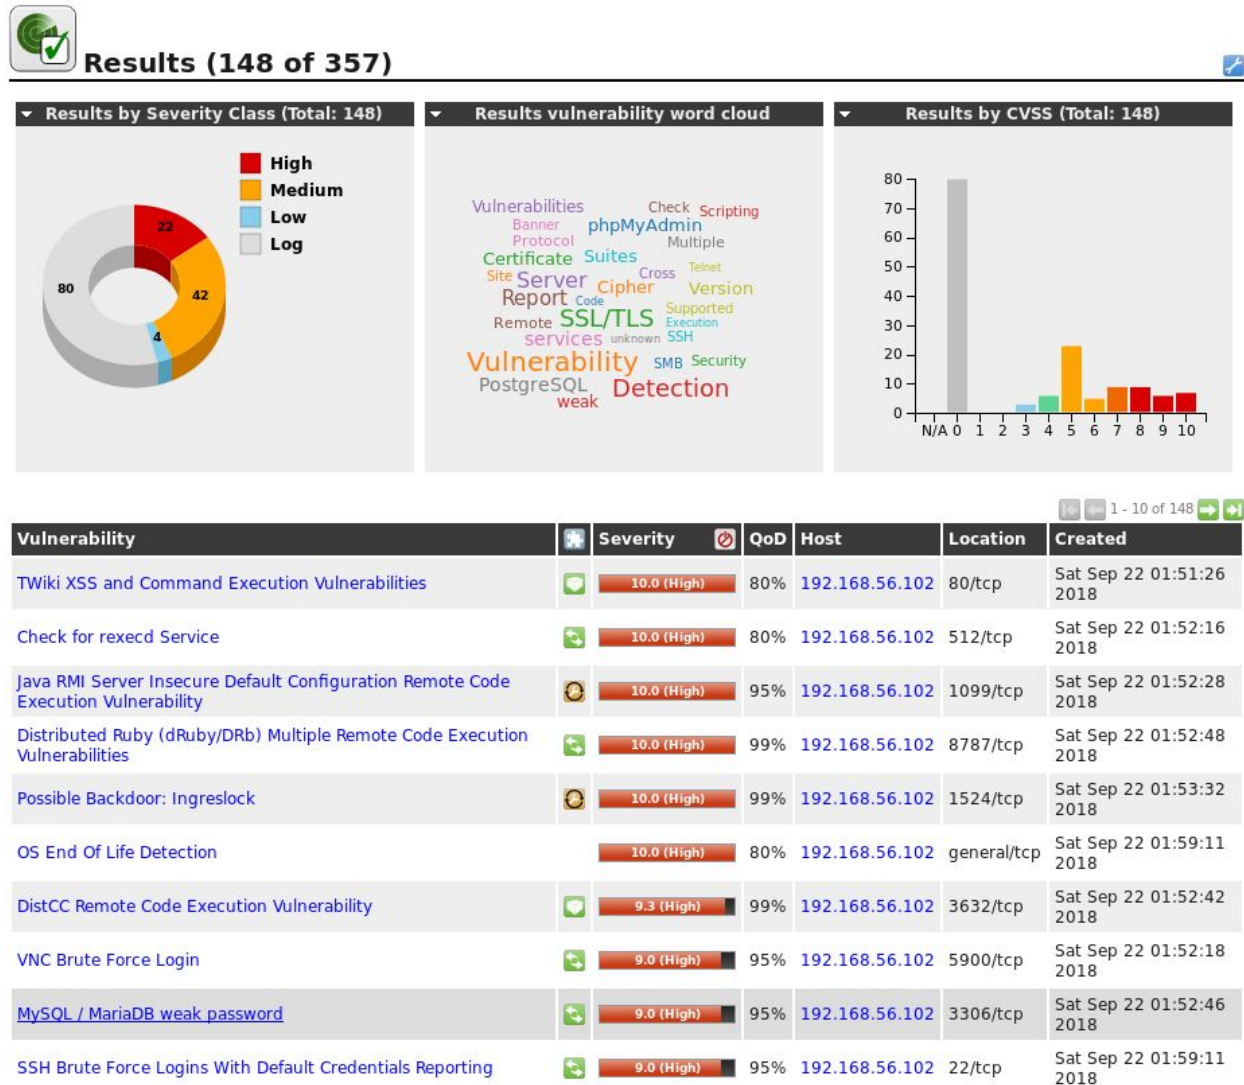 Results (148 of 357)
Results by Severity Class (Total: 148)
High
Medium
Low
Log
22
42
4
80
Results vulnerability word cloud
Vulnerabilities Check Scripting
Banner phpMyAdmin
Protocol Multiple
Certificate Suites
Site Server Cross Telnet
Cipher Version
Report Code Supported
Remote SSL/TLS Execution
services unknown SSH
Vulnerability SMB Security
PostgreSQL Detection
weak
Results by CVSS (Total: 148)
80
70
60
50
40
30
20
10
0
N/A 0 1 2 3 4 5 6 7 8 9 10
1 - 10 of 148
Vulnerability Severity QoD Host Location Created
TWiki XSS and Command Execution Vulnerabilities 10.0 (High) 80% 192.168.56.102 80/tcp Sat Sep 22 01:51:26
2018
Check for rexecd Service 10.0 (High) 80% 192.168.56.102 512/tcp Sat Sep 22 01:52:16
2018
Java RMI Server Insecure Default Configuration Remote Code
Execution Vulnerability 10.0 (High) 95% 192.168.56.102 1099/tcp Sat Sep 22 01:52:28
2018
Distributed Ruby (dRuby/DRb) Multiple Remote Code Execution
Vulnerabilities 10.0 (High) 99% 192.168.56.102 8787/tcp Sat Sep 22 01:52:48
2018
Possible Backdoor: Ingreslock 10.0 (High) 99% 192.168.56.102 1524/tcp Sat Sep 22 01:53:32
2018
OS End Of Life Detection 10.0 (High) 80% 192.168.56.102 general/tcp Sat Sep 22 01:59:11
2018
DistCC Remote Code Execution Vulnerability 9.3 (High) 99% 192.168.56.102 3632/tcp Sat Sep 22 01:52:42
2018
VNC Brute Force Login 9.0 (High) 95% 192.168.56.102 5900/tcp Sat Sep 22 01:52:18
2018
MySQL / MariaDB weak password 9.0 (High) 95% 192.168.56.102 3306/tcp Sat Sep 22 01:52:46
2018
SSH Brute Force Logins With Default Credentials Reporting 9.0 (High) 95% 192.168.56.102 22/tcp Sat Sep 22 01:59:11
2018